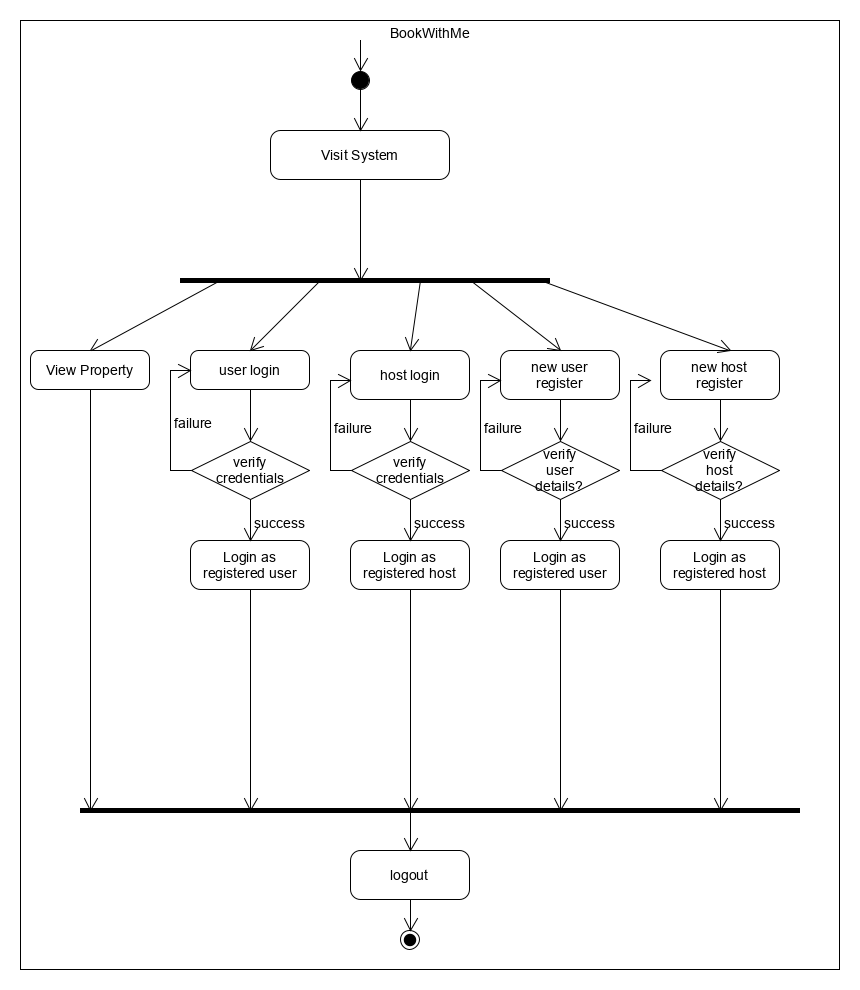 BookWithMe
Visit System
View Property
user login
host login
new user
register
new host
register
failure
failure
failure
failure
verify
credentials
verify
credentials
verify
user
details?
verify
host
details?
success
success
success
success
Login as
registered user
Login as
registered host
Login as
registered user
Login as
registered host
logout